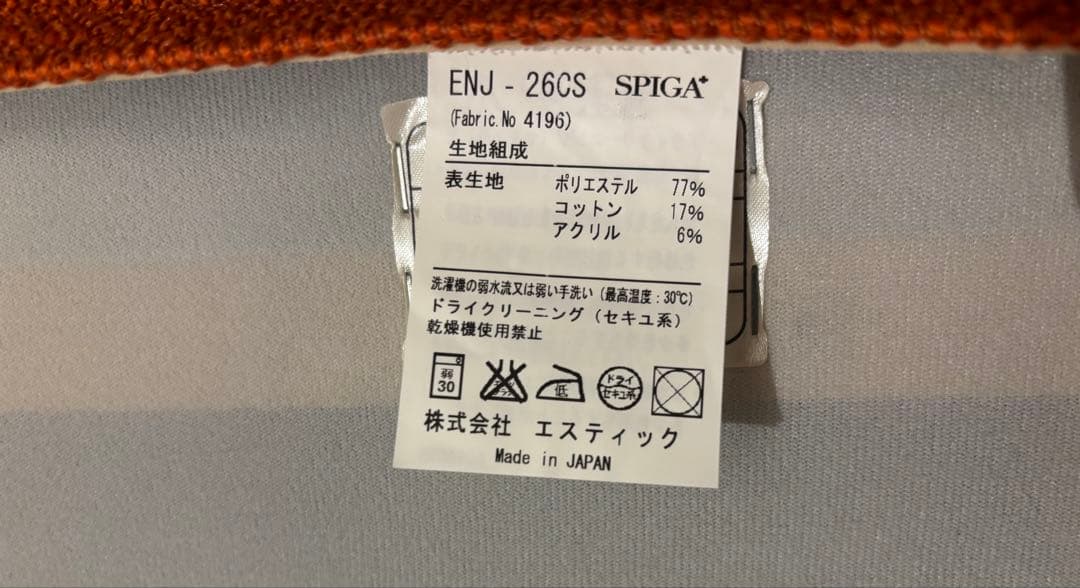 ENJ - 26CS SPIGA+
(Fabric.No 4196)
生地組成
表生地 ポリエステル 77%
コットン 17%
アクリル 6%
洗濯機の弱水流又は弱い手洗い（最高温度：30℃）
ドライクリーニング（セキユ系）
乾燥機使用禁止
弱 30 低 ドライ セキユ系
株式会社 エスティック
Made in JAPAN